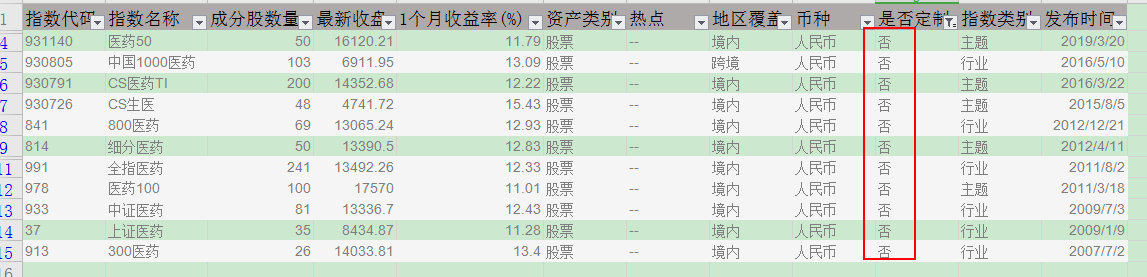 1 指数代码 指数名称 成分股数量 最新收盘 1个月收益率(%) 资产类别 热点 地区覆盖 币种 是否定制 指数类别 发布时间
4 931140 医药50 50 16120.21 11.79 股票 -- 境内 人民币 否 主题 2019/3/20
5 930805 中国1000医药 103 6911.95 13.09 股票 -- 跨境 人民币 否 行业 2016/5/10
6 930791 CS医药TI 200 14352.68 12.22 股票 -- 境内 人民币 否 主题 2016/3/22
7 930726 CS生医 48 4741.72 15.43 股票 -- 境内 人民币 否 主题 2015/8/5
8 841 800医药 69 13065.24 12.93 股票 -- 境内 人民币 否 行业 2012/12/21
9 814 细分医药 50 13390.5 12.83 股票 -- 境内 人民币 否 主题 2012/4/11
11 991 全指医药 241 13492.26 12.33 股票 -- 境内 人民币 否 行业 2011/8/2
12 978 医药100 100 17570 11.01 股票 -- 境内 人民币 否 主题 2011/3/18
13 933 中证医药 81 13336.7 12.43 股票 -- 境内 人民币 否 行业 2009/7/3
14 37 上证医药 35 8434.87 11.28 股票 -- 境内 人民币 否 行业 2009/1/9
15 913 300医药 26 14033.81 13.4 股票 -- 境内 人民币 否 行业 2007/7/2
16